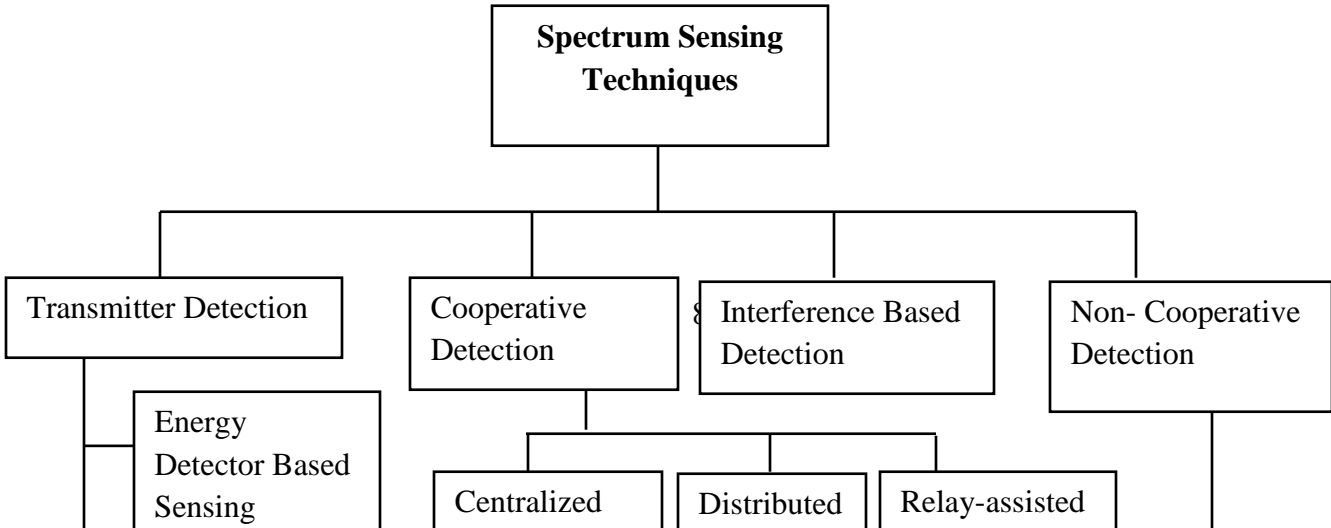 Spectrum Sensing
Techniques
Transmitter Detection
Cooperative
Detection
Interference Based
Detection
Non- Cooperative
Detection
Energy
Detector Based
Sensing
Centralized
Distributed
Relay-assisted